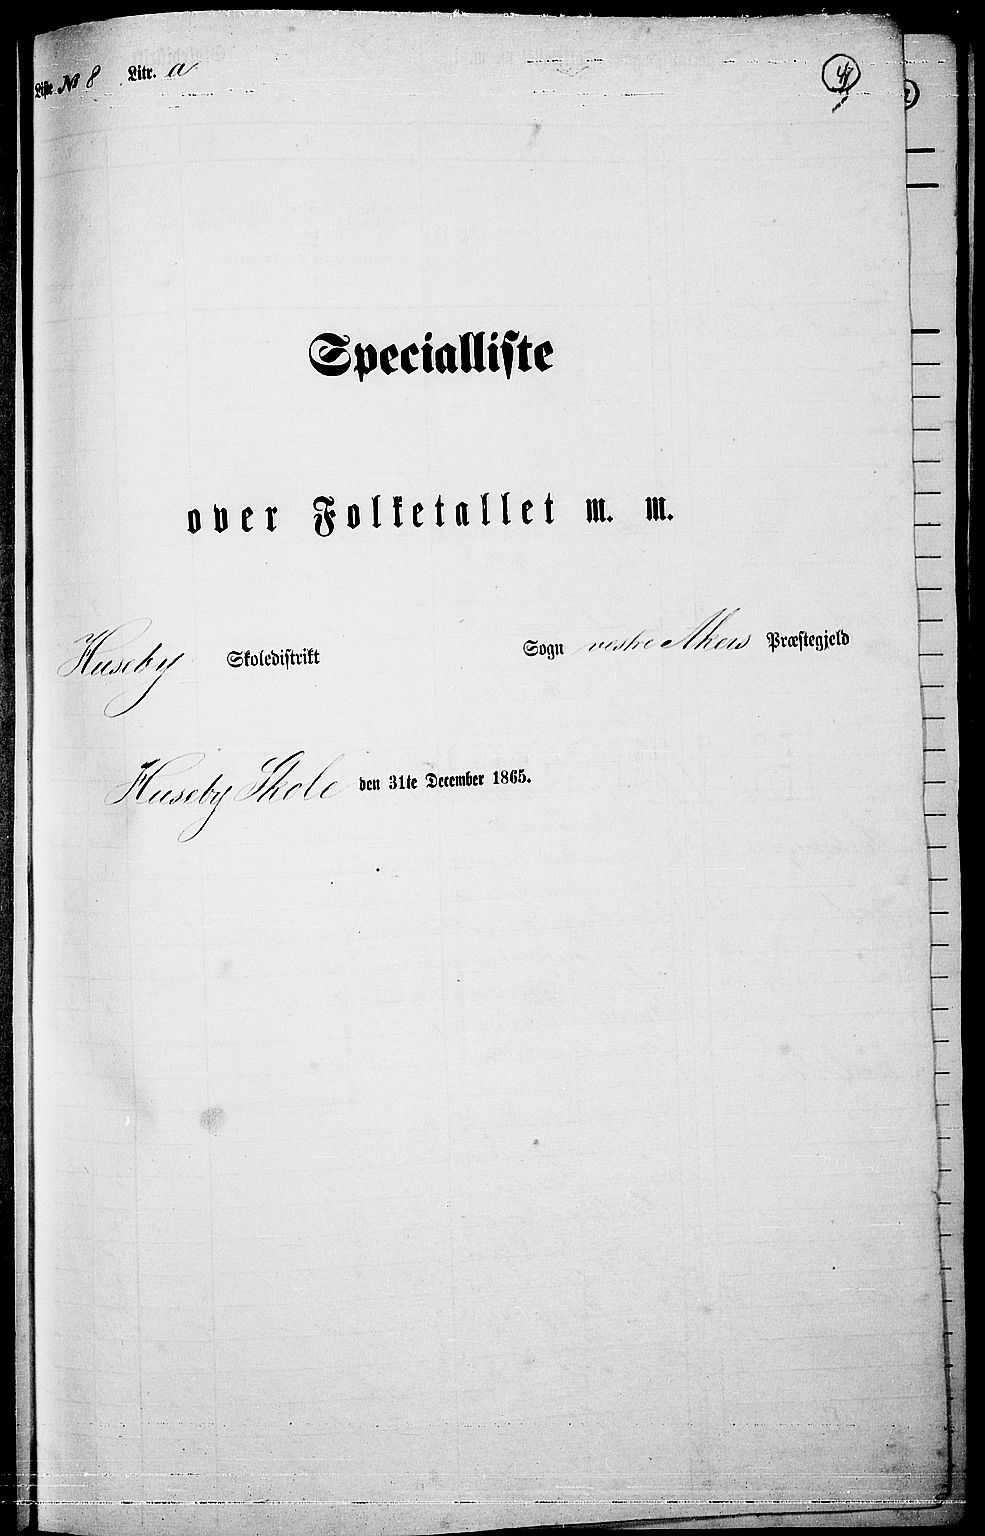 Liste No 8 Litr. a
Specialliste
over Folketallet m. m.
Huseby Skoledistrikt Sogn vestre Akers Præstegjeld
Huseby Skole den 31te December 1865.